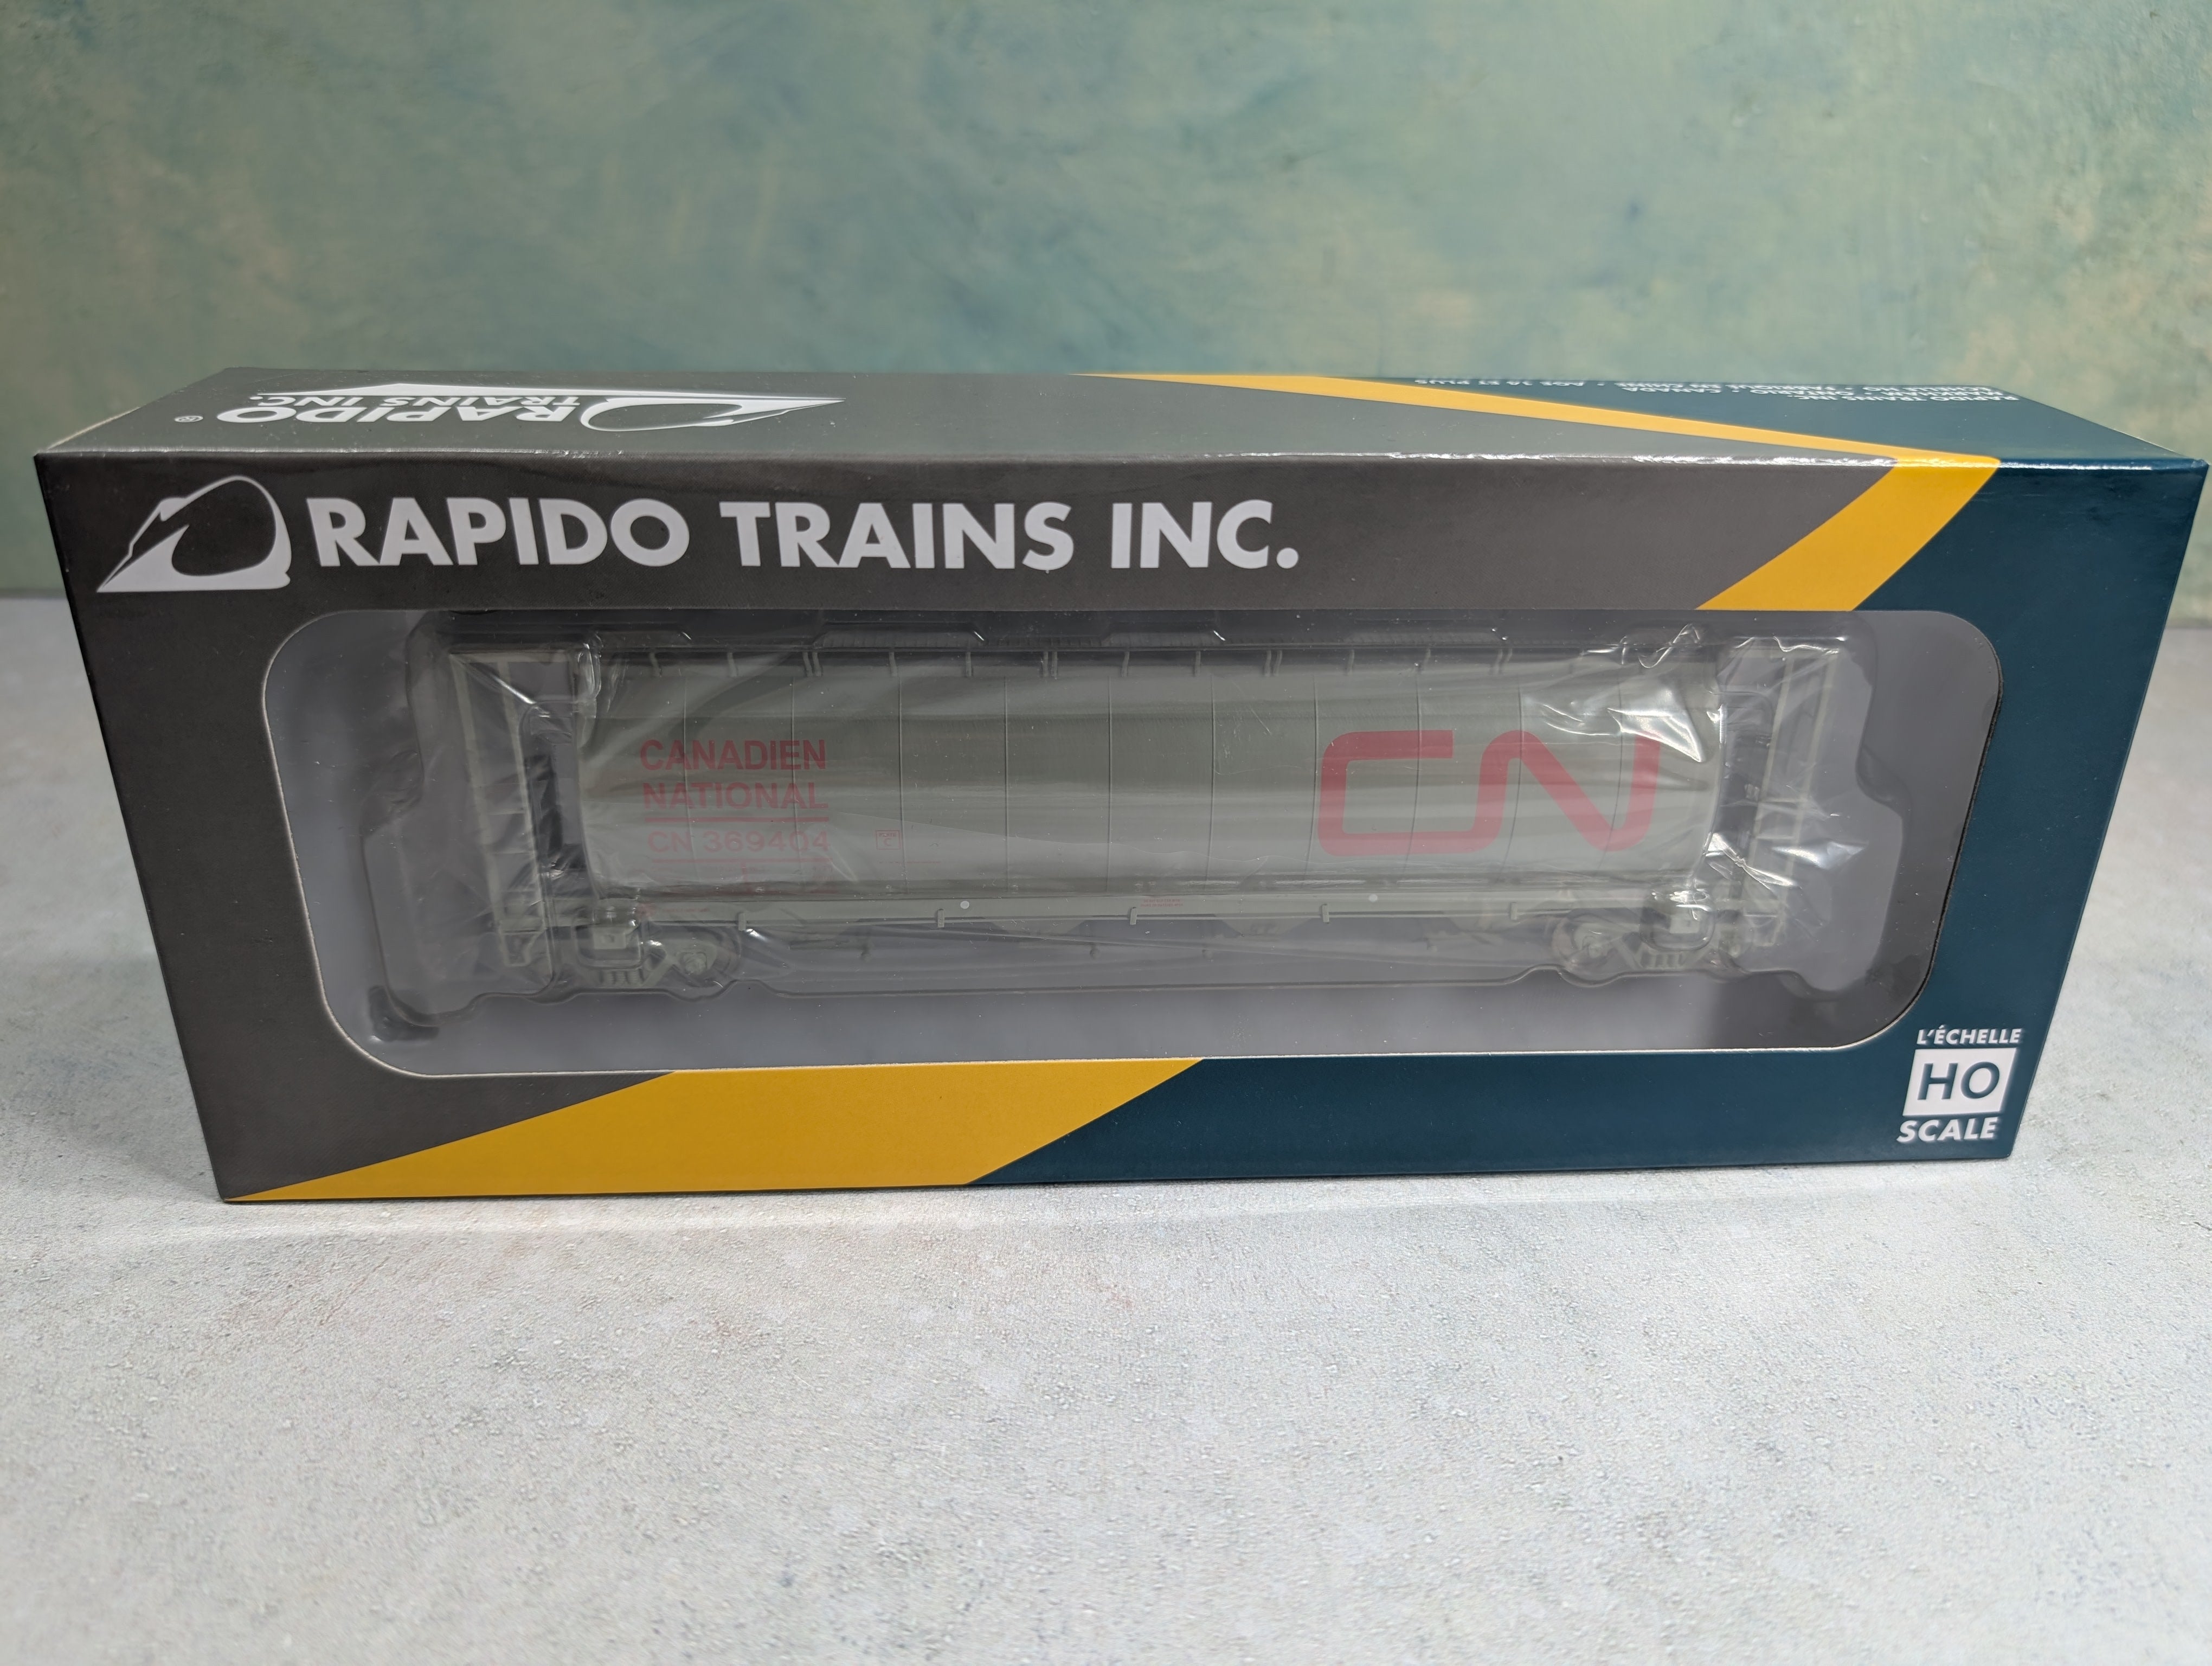 RAPIDO
TRAINS INC.
®
RAPIDO TRAINS INC.
CANADIEN
NATIONAL
CN 369404
CN
L'ÉCHELLE
HO
SCALE